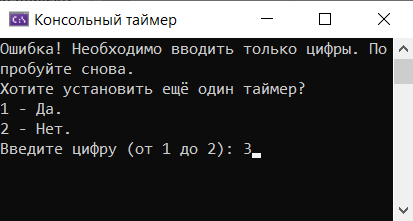 Консольный таймер
Ошибка! Необходимо вводить только цифры. По
пробуйте снова.
Хотите установить ещё один таймер?
1 - Да.
2 - Нет.
Введите цифру (от 1 до 2): 3